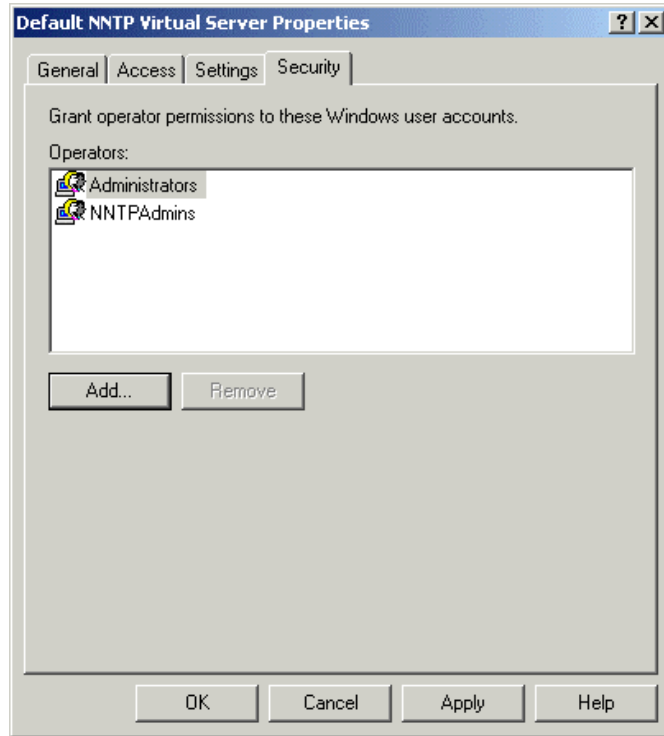 Default NNTP Virtual Server Properties
General Access Settings Security
Grant operator permissions to these Windows user accounts.
Operators:
Administrators
NNTPAdmins
Add... Remove
OK Cancel Apply Help